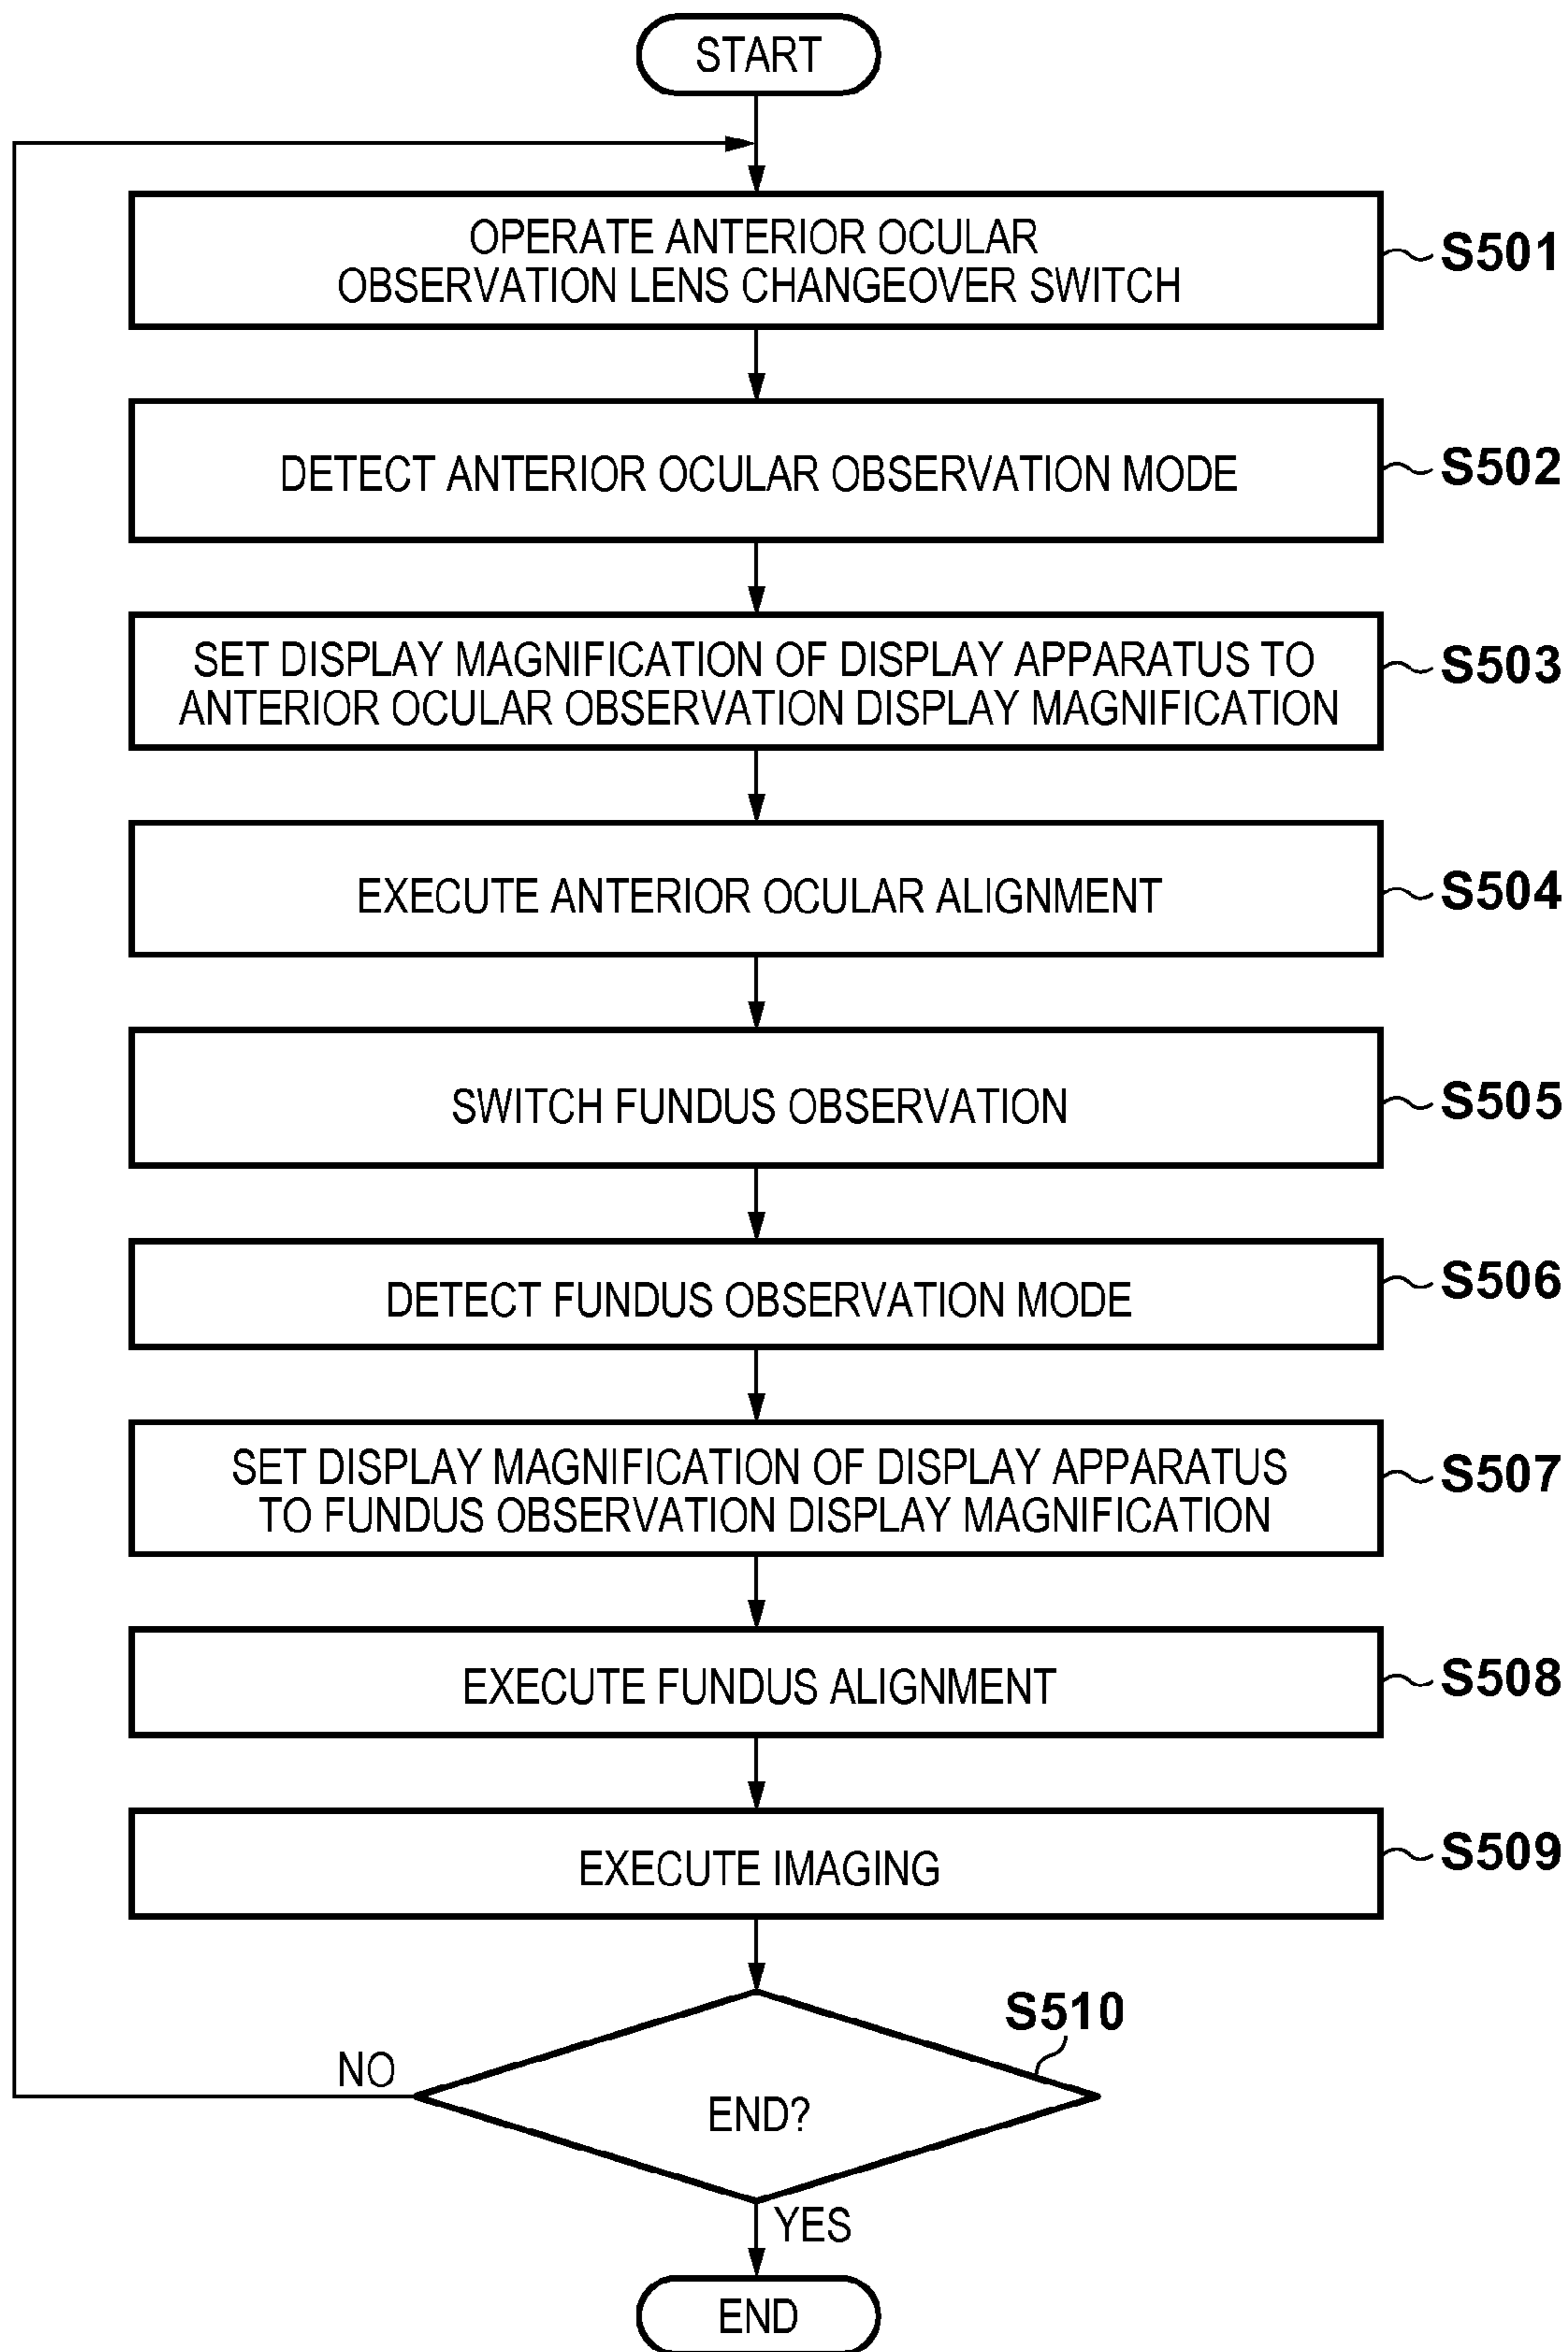 START
OPERATE ANTERIOR OCULAR
OBSERVATION LENS CHANGEOVER SWITCH
S501
DETECT ANTERIOR OCULAR OBSERVATION MODE
S502
SET DISPLAY MAGNIFICATION OF DISPLAY APPARATUS TO
ANTERIOR OCULAR OBSERVATION DISPLAY MAGNIFICATION
S503
EXECUTE ANTERIOR OCULAR ALIGNMENT
S504
SWITCH FUNDUS OBSERVATION
S505
DETECT FUNDUS OBSERVATION MODE
S506
SET DISPLAY MAGNIFICATION OF DISPLAY APPARATUS
TO FUNDUS OBSERVATION DISPLAY MAGNIFICATION
S507
EXECUTE FUNDUS ALIGNMENT
S508
EXECUTE IMAGING
S509
S510
NO
END?
YES
END